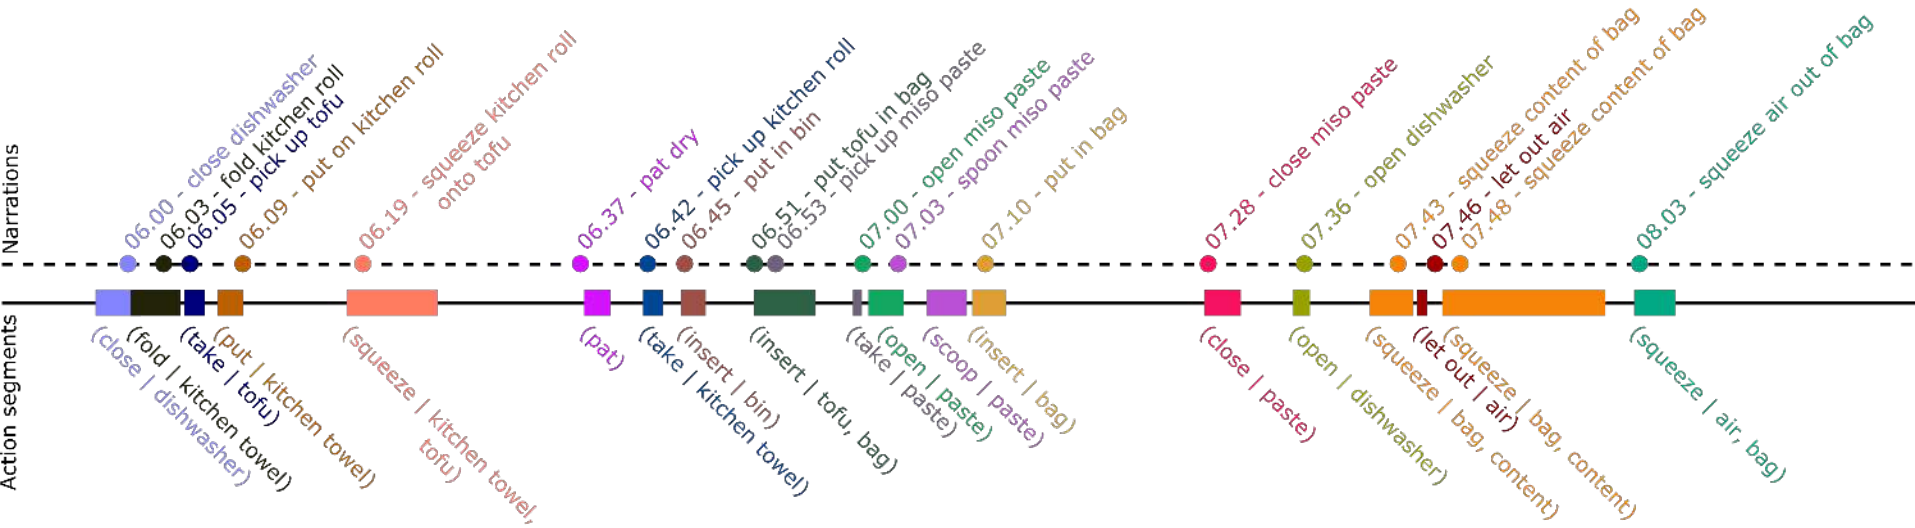 Narrations
06.00 - close dishwasher
06.03 - fold kitchen roll
06.05 - pick up tofu
06.09 - put on kitchen roll
06.19 - squeeze kitchen roll
onto tofu
06.37 - pat dry
06.42 - pick up kitchen roll
06.45 - put in bin
06.51 - put tofu in bag
06.53 - pick up miso paste
07.00 - open miso paste
07.03 - spoon miso paste
07.10 - put in bag
07.28 - close miso paste
07.36 - open dishwasher
07.43 - squeeze content of bag
07.46 - let out air
07.48 - squeeze content of bag
08.03 - squeeze air out of bag
Action segments
(close | dishwasher)
(fold | kitchen towel)
(take | tofu)
(put | kitchen towel)
(squeeze | kitchen towel,
tofu)
(pat)
(take | kitchen towel)
(insert | bin)
(insert | tofu, bag)
(take | paste)
(open | paste)
(scoop | paste)
(insert | bag)
(close | paste)
(open | dishwasher)
(squeeze | bag, content)
(let out | air)
(squeeze | bag, content)
(squeeze | air, bag)